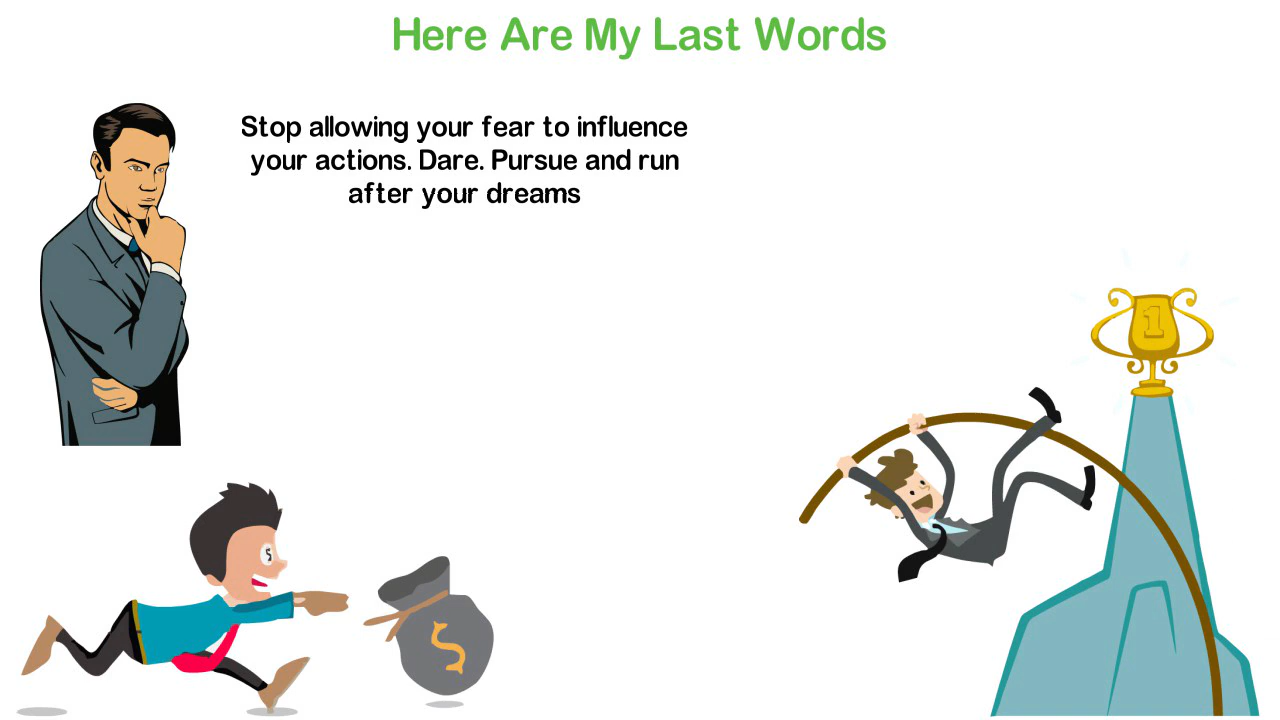 Here Are My Last Words
Stop allowing your fear to influence
your actions. Dare. Pursue and run
after your dreams
1
$
$